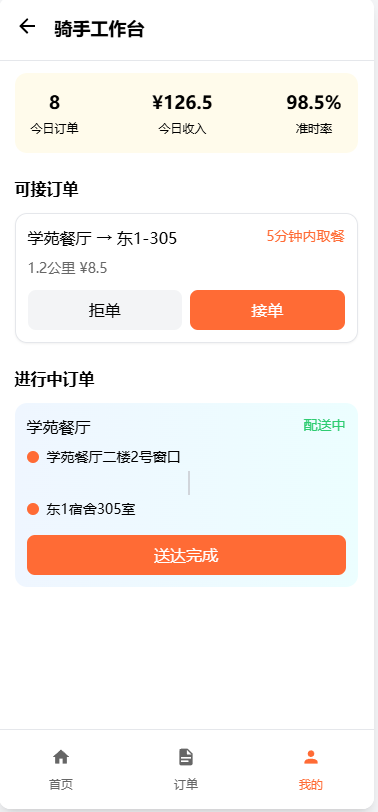 骑手工作台
8 ¥126.5 98.5%
今日订单 今日收入 准时率
可接订单
学苑餐厅 → 东1-305 5分钟内取餐
1.2公里 ¥8.5
拒单 接单
进行中订单
学苑餐厅 配送中
学苑餐厅二楼2号窗口
东1宿舍305室
送达完成
首页 订单 我的